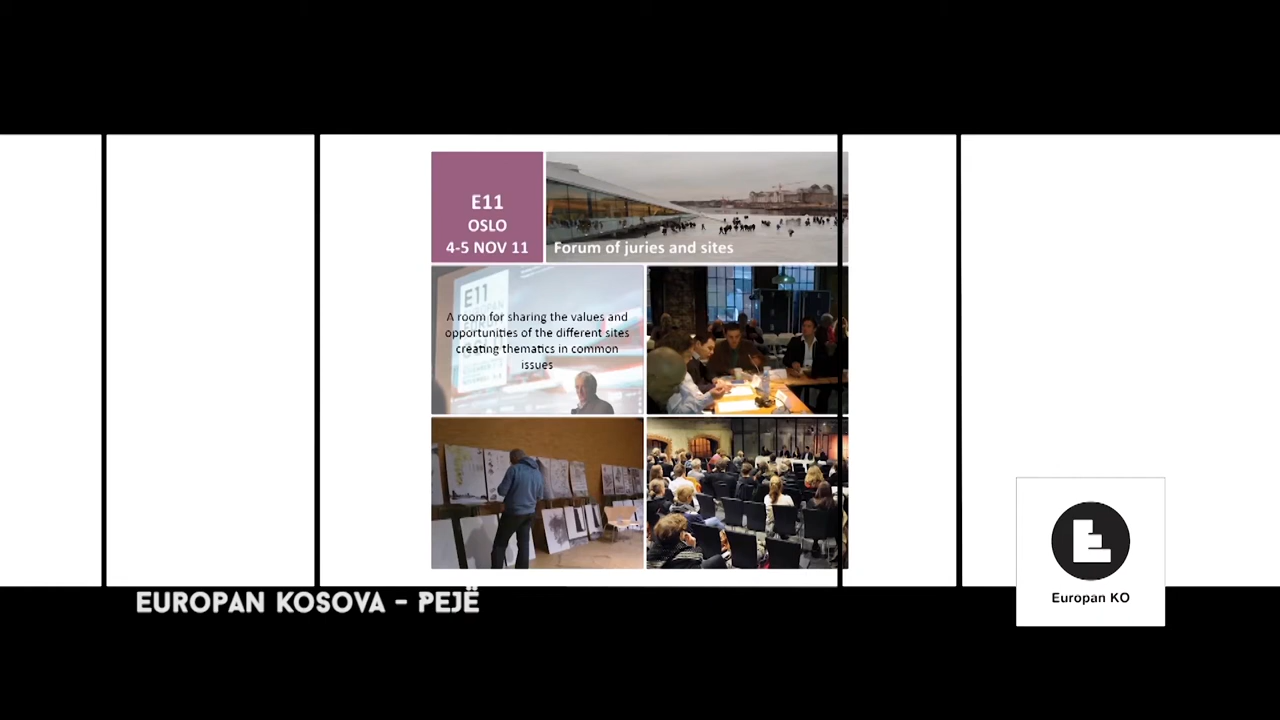 E11
OSLO
4-5 NOV 11
Forum of juries and sites
E11
A room for sharing the values and
opportunities of the different sites
creating thematics in common
issues
EUROPAN KOSOVA - PEJË
Europan KO